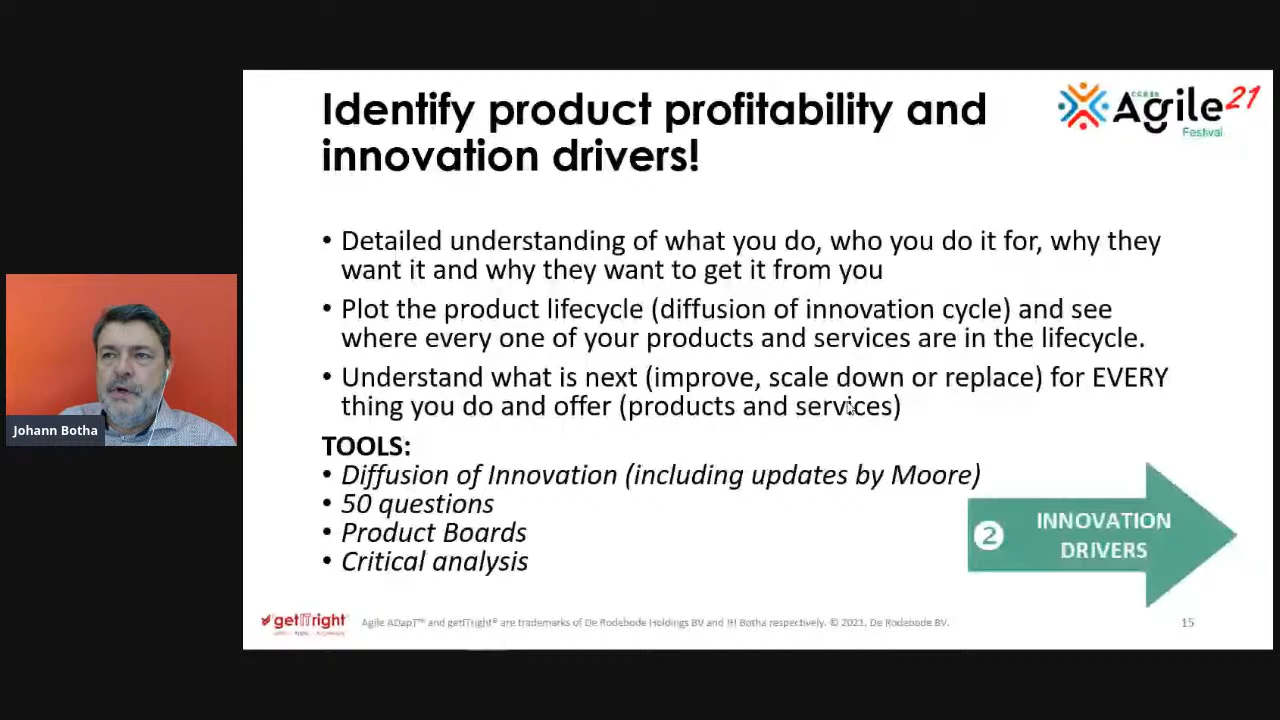 Identify product profitability and
innovation drivers!
Agile 21
Festival
• Detailed understanding of what you do, who you do it for, why they
want it and why they want to get it from you
• Plot the product lifecycle (diffusion of innovation cycle) and see
where every one of your products and services are in the lifecycle.
• Understand what is next (improve, scale down or replace) for EVERY
thing you do and offer (products and services)
TOOLS:
• Diffusion of Innovation (including updates by Moore)
• 50 questions
• Product Boards
• Critical analysis
2 INNOVATION
DRIVERS
Johann Botha
getITright
Agile ADapT™ and getITright® are trademarks of De Rodebode Holdings BV and JH Botha respectively. © 2021, De Rodebode BV.
15